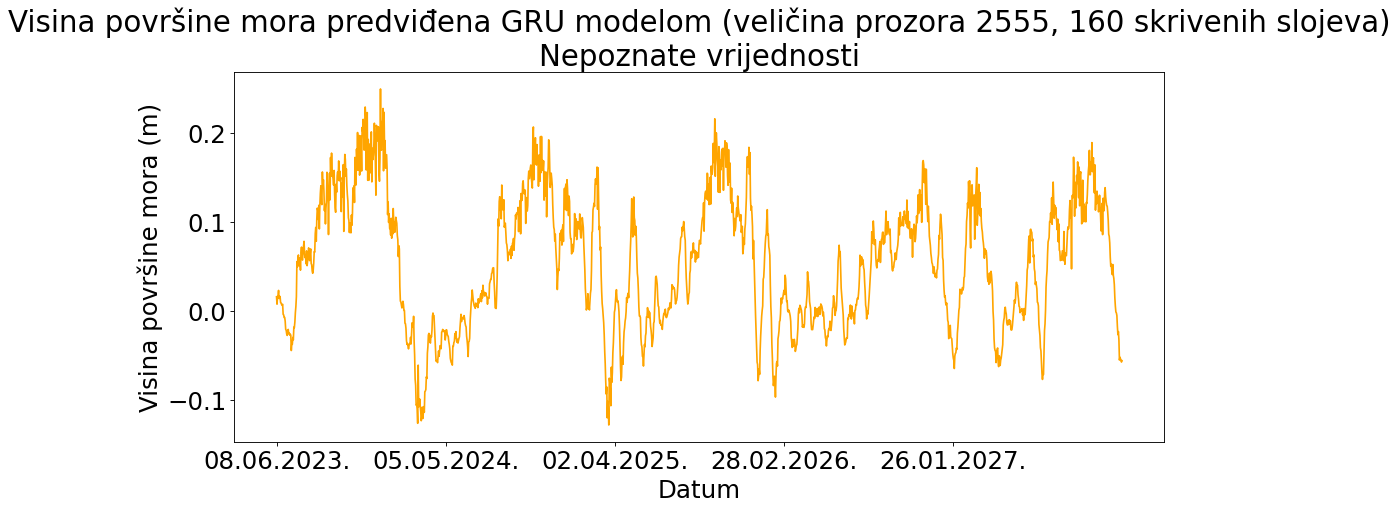 Visina površine mora predviđena GRU modelom (veličina prozora 2555, 160 skrivenih slojeva)
Nepoznate vrijednosti
Visina površine mora (m)
0.2
0.1
0.0
−0.1
08.06.2023. 05.05.2024. 02.04.2025. 28.02.2026. 26.01.2027.
Datum